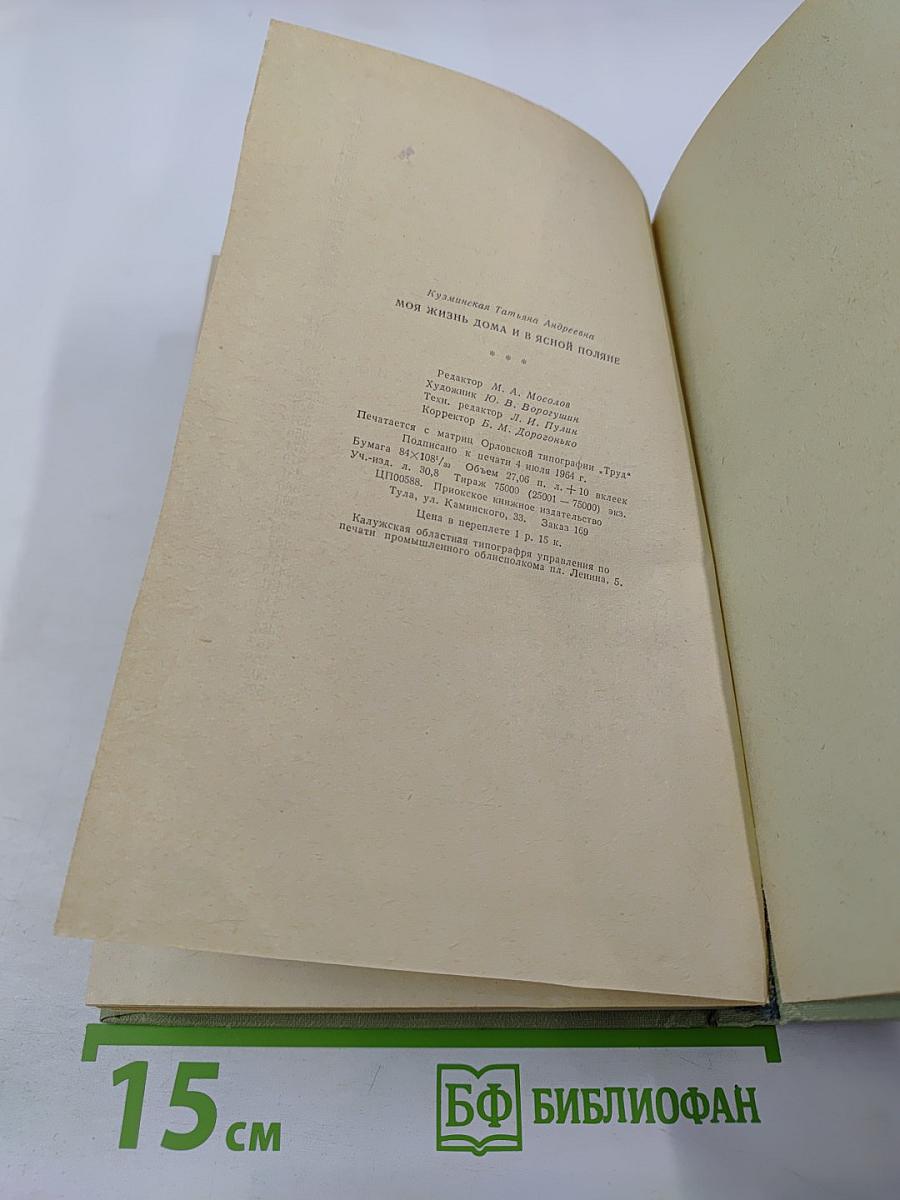 Кузминская Татьяна Андреевна
МОЯ ЖИЗНЬ ДОМА И В ЯСНОЙ ПОЛЯНЕ
* * *
Редактор М. А. Мосолов
Художник Ю. В. Ворогушин
Техн. редактор Л. И. Пулин
Корректор Б. М. Дорогонько
Печатается с матриц Орловской типографии „Труд“
Подписано к печати 4 июля 1964 г.
Бумага 84×108¹/₃₂ Объем 27,06 п. л.+10 вклеек
Уч.-изд. л. 30,8 Тираж 75000 (25001 — 75000) экз.
ЦП00588. Приокское книжное издательство
Тула, ул. Каминского, 33. Заказ 169
Цена в переплете 1 р. 15 к.
Калужская областная типогрфря управления по
печати промышленного облисполкома пл. Ленина, 5.
15 см
БФ БИБЛИОФАН